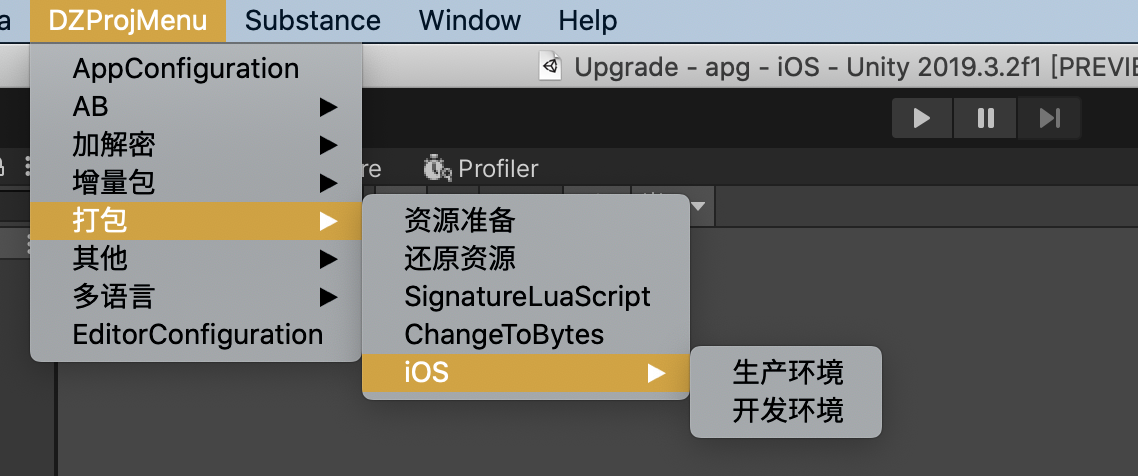 DZProjMenu Substance Window Help
Upgrade - apg - iOS - Unity 2019.3.2f1
AppConfiguration
AB
加解密
增量包
打包
其他
多语言
EditorConfiguration
Profiler
资源准备
还原资源
SignatureLuaScript
ChangeToBytes
iOS
生产环境
开发环境